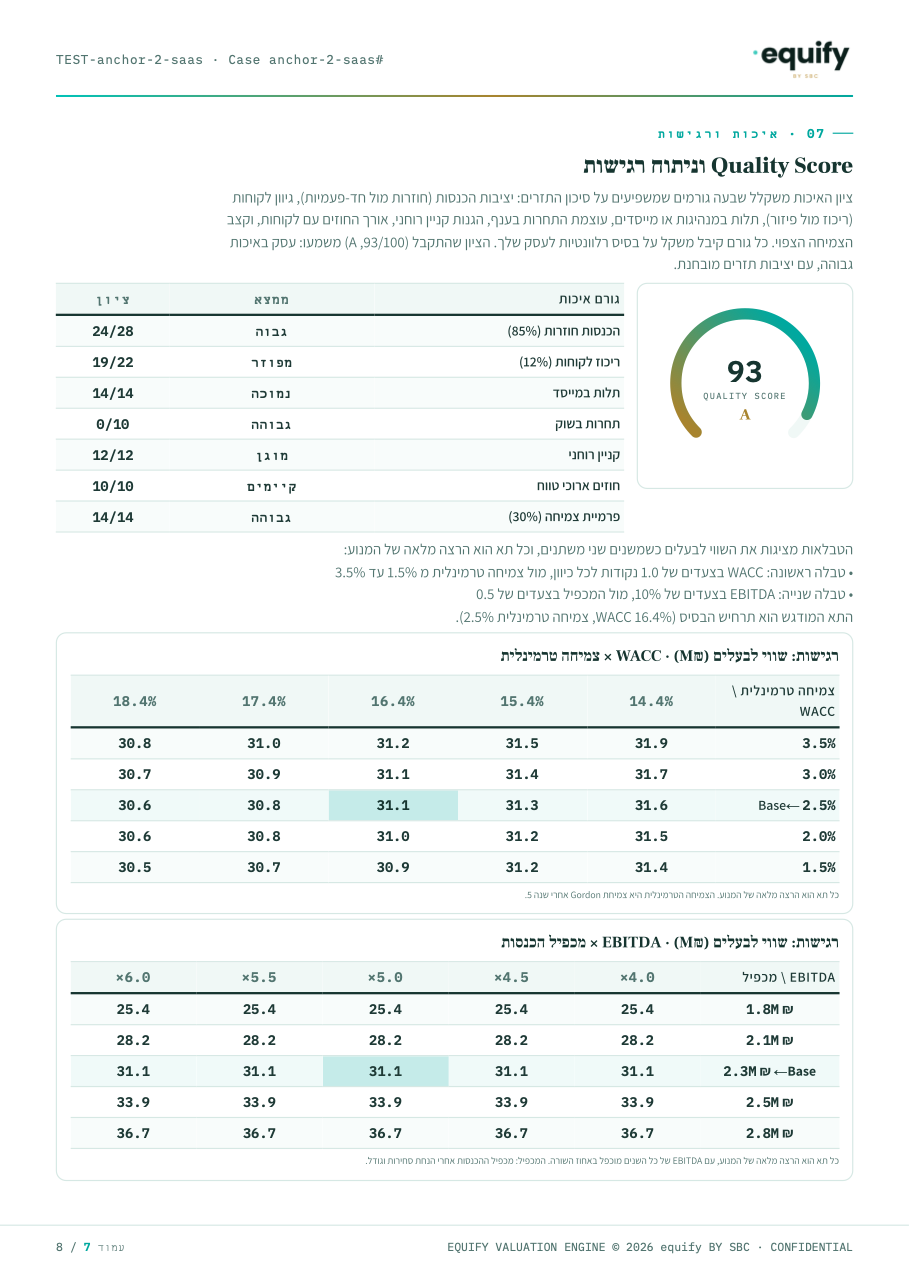 TEST-anchor-2-saas · Case anchor-2-saas#
equify
BY SBC
07 · איכות ורגישות
Quality Score וניתוח רגישות
ציון האיכות משקלל שבעה גורמים שמשפיעים על סיכון התזרים: יציבות הכנסות (חוזרות מול חד-פעמיות), גיוון לקוחות
(ריכוז מול פיזור), תלות במנהיגות או מייסדים, עוצמת התחרות בענף, הגנות קניין רוחני, אורך החוזים עם לקוחות, וקצב
הצמיחה הצפוי. כל גורם קיבל משקל על בסיס רלוונטיות לעסק שלך. הציון שהתקבל (93/100, A) משמעו: עסק באיכות
גבוהה, עם יציבות תזרים מובחנת.
93
QUALITY SCORE
A
גורם איכות ממצא ציון
הכנסות חוזרות (85%) גבוה 24/28
ריכוז לקוחות (12%) מפוזר 19/22
תלות במייסד נמוכה 14/14
תחרות בשוק גבוהה 0/10
קניין רוחני מוגן 12/12
חוזים ארוכי טווח קיימים 10/10
פרמיית צמיחה (30%) גבוהה 14/14
הטבלאות מציגות את השווי לבעלים כשמשנים שני משתנים, וכל תא הוא הרצה מלאה של המנוע:
• טבלה ראשונה: WACC בצעדים של 1.0 נקודות לכל כיוון, מול צמיחה טרמינלית מ 1.5% עד 3.5%
• טבלה שנייה: EBITDA בצעדים של 10%, מול המכפיל בצעדים של 0.5
התא המודגש הוא תרחיש הבסיס (WACC 16.4%, צמיחה טרמינלית 2.5%).
רגישות: שווי לבעלים (₪M) · WACC × צמיחה טרמינלית
צמיחה טרמינלית \ WACC 14.4% 15.4% 16.4% 17.4% 18.4%
3.5% 31.9 31.5 31.2 31.0 30.8
3.0% 31.7 31.4 31.1 30.9 30.7
2.5% ←Base 31.6 31.3 31.1 30.8 30.6
2.0% 31.5 31.2 31.0 30.8 30.6
1.5% 31.4 31.2 30.9 30.7 30.5
כל תא הוא הרצה מלאה של המנוע. הצמיחה הטרמינלית היא צמיחת Gordon אחרי שנה 5.
רגישות: שווי לבעלים (₪M) · EBITDA × מכפיל הכנסות
EBITDA \ מכפיל ×4.0 ×4.5 ×5.0 ×5.5 ×6.0
1.8M ₪ 25.4 25.4 25.4 25.4 25.4
2.1M ₪ 28.2 28.2 28.2 28.2 28.2
2.3M ₪ ←Base 31.1 31.1 31.1 31.1 31.1
2.5M ₪ 33.9 33.9 33.9 33.9 33.9
2.8M ₪ 36.7 36.7 36.7 36.7 36.7
כל תא הוא הרצה מלאה של המנוע, עם EBITDA של כל השנים מוכפל באחוז השורה. המכפיל: מכפיל ההכנסות אחרי הנחת סחירות וגודל.
EQUIFY VALUATION ENGINE © 2026 equify BY SBC · CONFIDENTIAL
עמוד 7 / 8